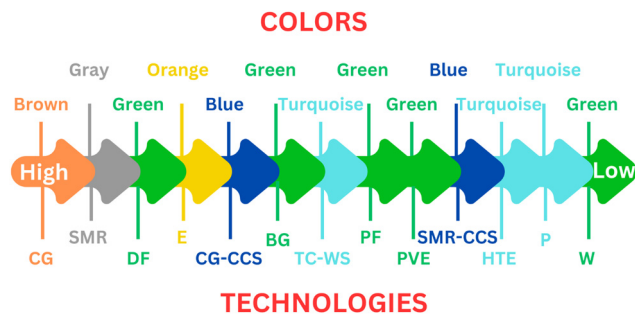 COLORS
Gray Orange Green Green Blue Turquoise
Brown Green Blue Turquoise Green Turquoise Green
High Low
SMR E BG PF SMR-CCS P
CG DF CG-CCS TC-WS PVE HTE W
TECHNOLOGIES